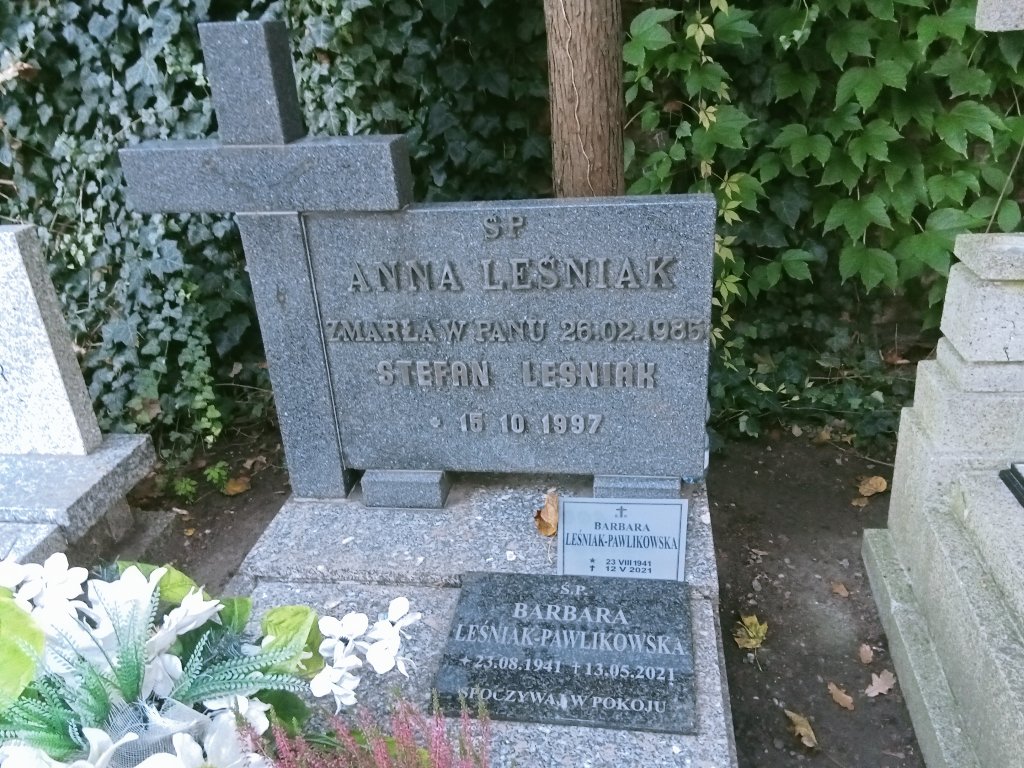 ŚP
ANNA LEŚNIAK
ZMARŁA W PANU 26.02.1985
STEFAN LEŚNIAK
* 15 10 1997
BARBARA
LEŚNIAK-PAWLIKOWSKA
* 23 VIII 1941
† 12 V 2021
Ś.P.
BARBARA
LEŚNIAK-PAWLIKOWSKA
* 23.08.1941 † 13.05.2021
SPOCZYWAJ W POKOJU